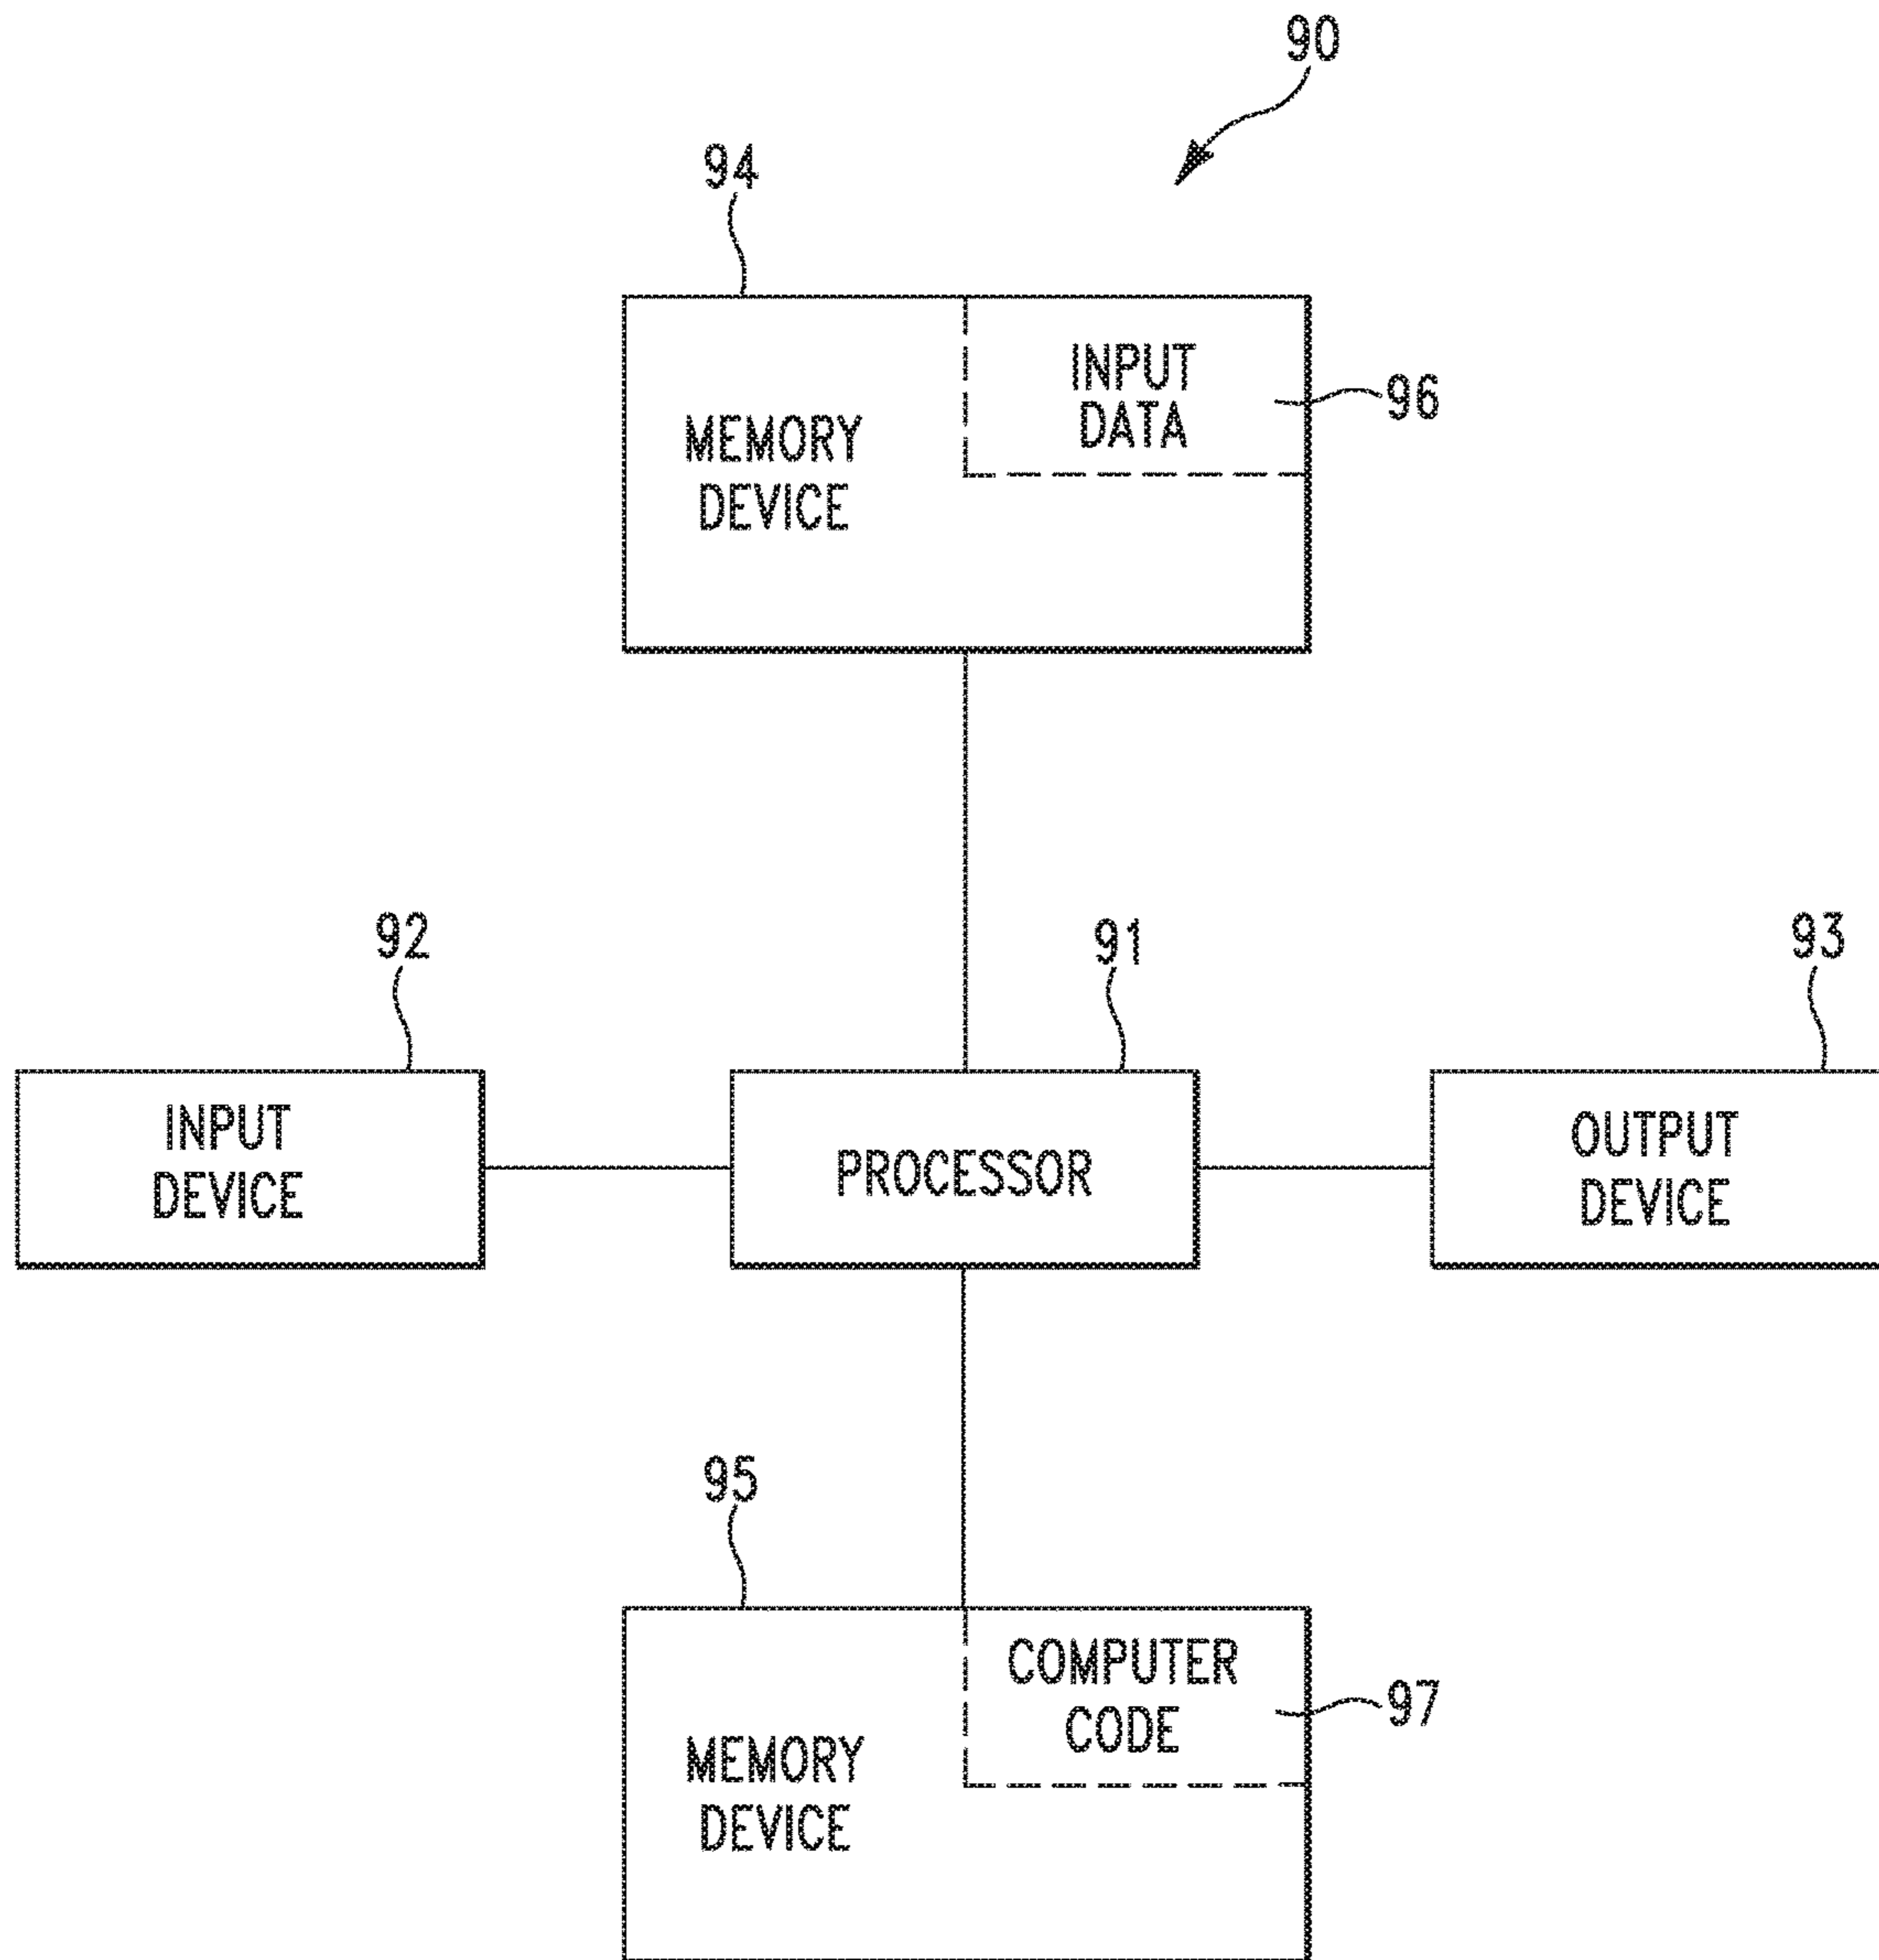 90
94
INPUT
DATA
96
MEMORY
DEVICE
92
91
93
INPUT
DEVICE
PROCESSOR
OUTPUT
DEVICE
95
COMPUTER
CODE
97
MEMORY
DEVICE